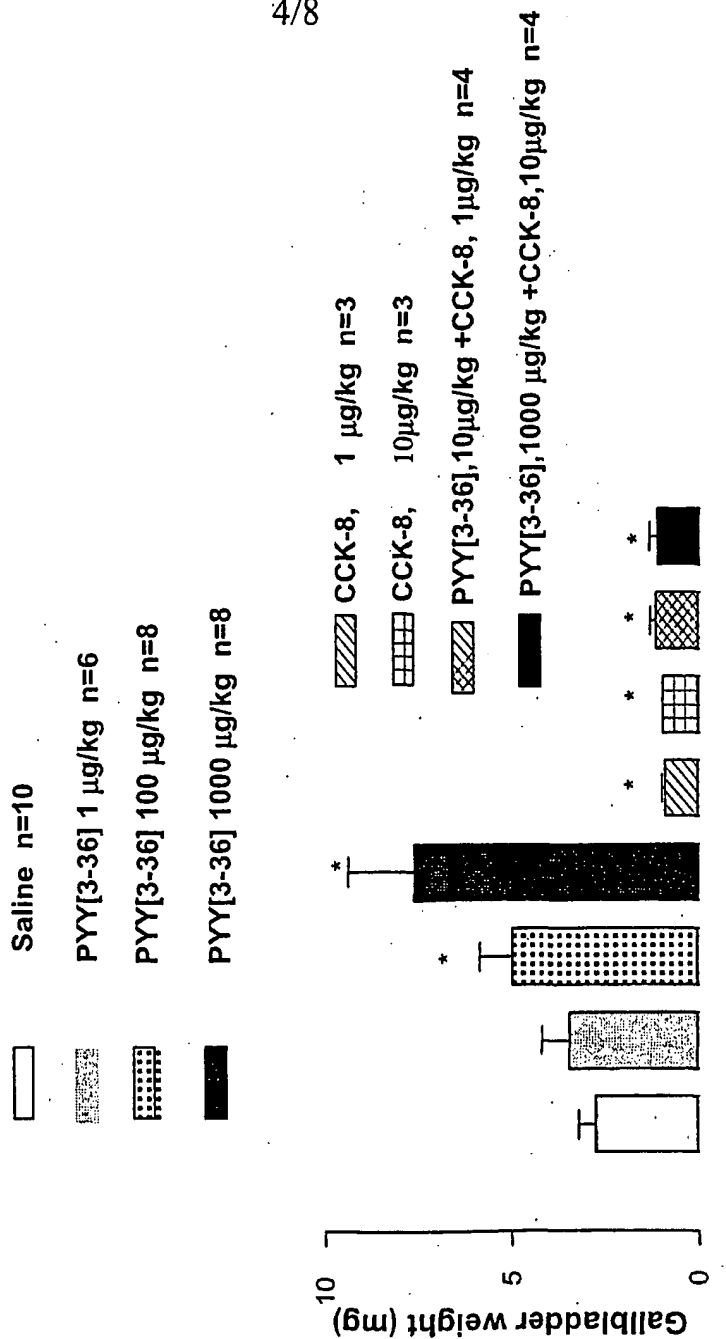 4/8
Saline n=10
PYY[3-36] 1 µg/kg n=6
PYY[3-36] 100 µg/kg n=8
PYY[3-36] 1000 µg/kg n=8
CCK-8, 1 µg/kg n=3
CCK-8, 10µg/kg n=3
PYY[3-36],10µg/kg +CCK-8, 1µg/kg n=4
PYY[3-36],1000 µg/kg +CCK-8,10µg/kg n=4
Gallbladder weight (mg)
10
5
0
*
*
*
*
*
*